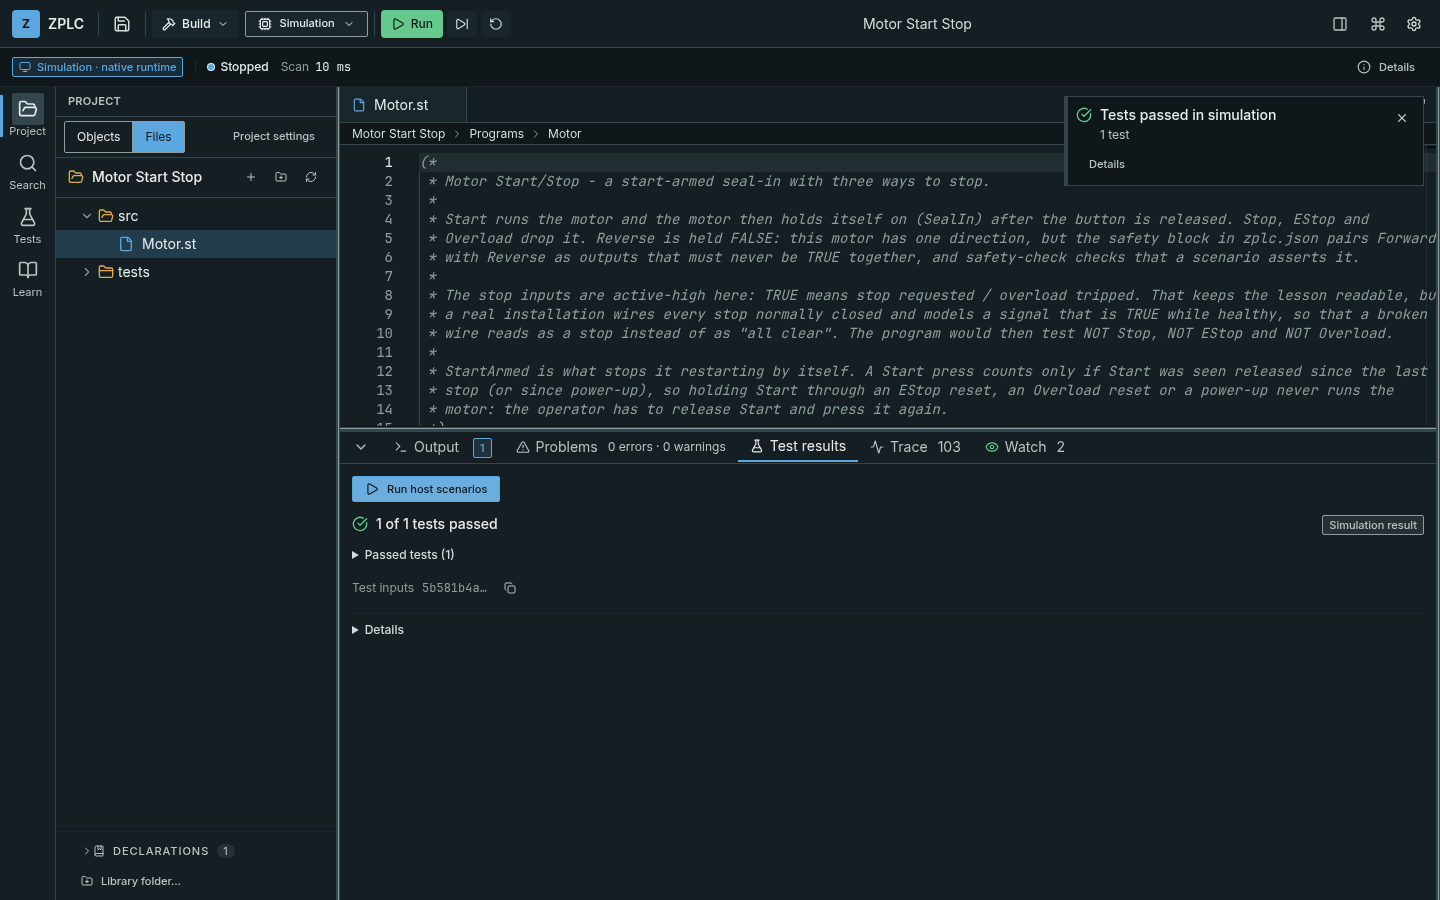 Z ZPLC Build Simulation Run Motor Start Stop
Simulation · native runtime Stopped Scan 10 ms Details
Project
Search
Tests
Learn
PROJECT
Objects Files Project settings
Motor Start Stop
src
Motor.st
tests
DECLARATIONS 1
Library folder...
Motor.st
Motor Start Stop > Programs > Motor
1 (*
2 * Motor Start/Stop - a start-armed seal-in with three ways to stop.
3 *
4 * Start runs the motor and the motor then holds itself on (SealIn) after the button is released. Stop, EStop and
5 * Overload drop it. Reverse is held FALSE: this motor has one direction, but the safety block in zplc.json pairs Forward
6 * with Reverse as outputs that must never be TRUE together, and safety-check checks that a scenario asserts it.
7 *
8 * The stop inputs are active-high here: TRUE means stop requested / overload tripped. That keeps the lesson readable, bu
9 * a real installation wires every stop normally closed and models a signal that is TRUE while healthy, so that a broken
10 * wire reads as a stop instead of as "all clear". The program would then test NOT Stop, NOT EStop and NOT Overload.
11 *
12 * StartArmed is what stops it restarting by itself. A Start press counts only if Start was seen released since the last
13 * stop (or since power-up), so holding Start through an EStop reset, an Overload reset or a power-up never runs the
14 * motor: the operator has to release Start and press it again.
Tests passed in simulation
1 test
Details
Output 1 Problems 0 errors · 0 warnings Test results Trace 103 Watch 2
Run host scenarios
1 of 1 tests passed Simulation result
Passed tests (1)
Test inputs 5b581b4a…
Details